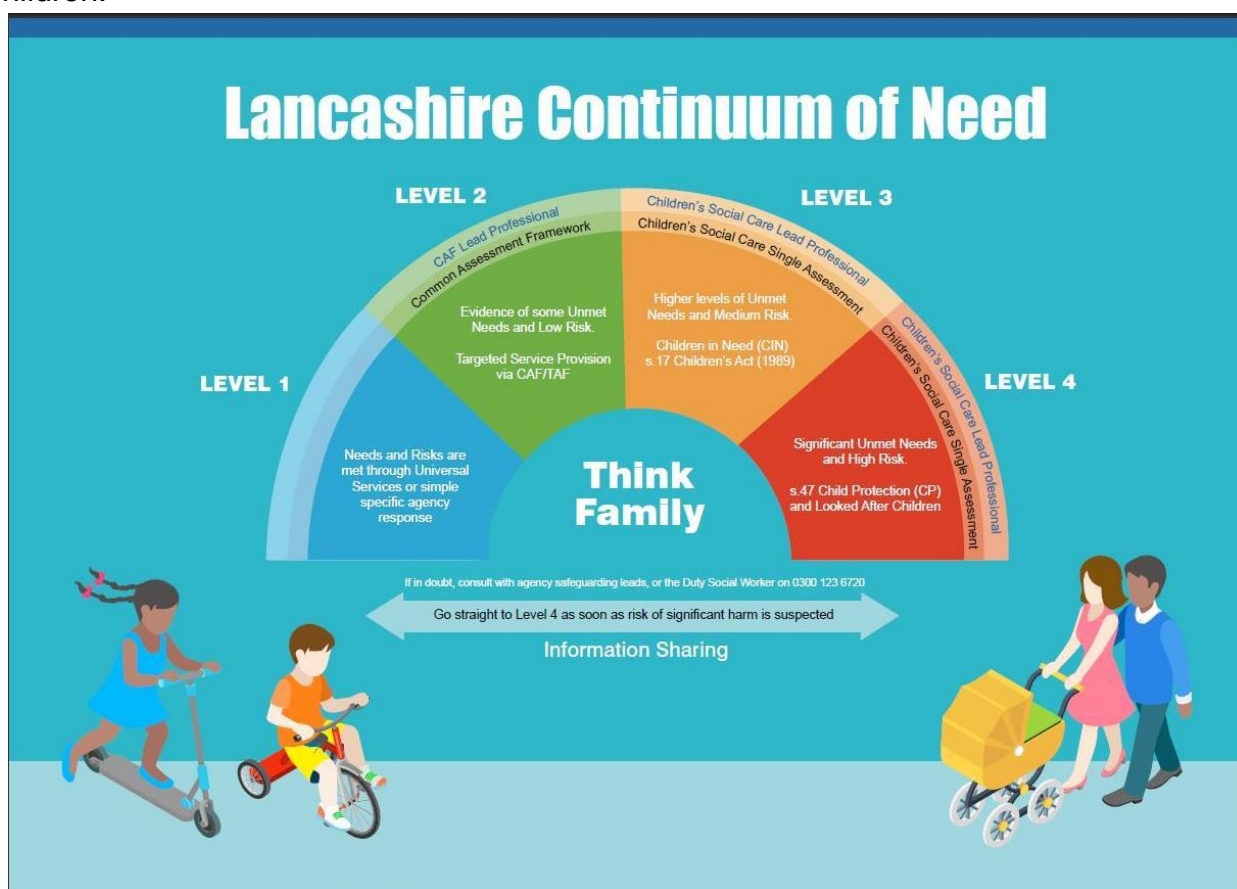 Lancashire Continuum of Need
LEVEL 1
Needs and Risks are
met through Universal
Services or simple
specific agency
response
LEVEL 2
CAF Lead Professional
Common Assessment Framework
Evidence of some Unmet
Needs and Low Risk.
Targeted Service Provision
via CAF/TAF
LEVEL 3
Children's Social Care Lead Professional
Children's Social Care Single Assessment
Higher levels of Unmet
Needs and Medium Risk.
Children in Need (CIN)
s.17 Children's Act (1989)
LEVEL 4
Children's Social Care Lead Professional
Children's Social Care Single Assessment
Significant Unmet Needs
and High Risk.
s.47 Child Protection (CP)
and Looked After Children
Think
Family
If in doubt, consult with agency safeguarding leads, or the Duty Social Worker on 0300 123 6720
Go straight to Level 4 as soon as risk of significant harm is suspected
Information Sharing